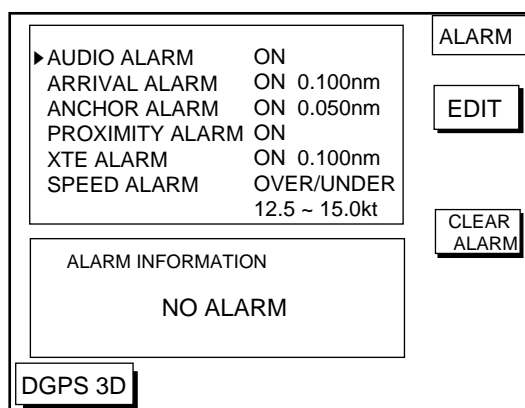 ALARM
▶AUDIO ALARM ON
ARRIVAL ALARM ON 0.100nm
ANCHOR ALARM ON 0.050nm
PROXIMITY ALARM ON
XTE ALARM ON 0.100nm
SPEED ALARM OVER/UNDER
12.5 ~ 15.0kt
EDIT
CLEAR
ALARM
ALARM INFORMATION
NO ALARM
DGPS 3D